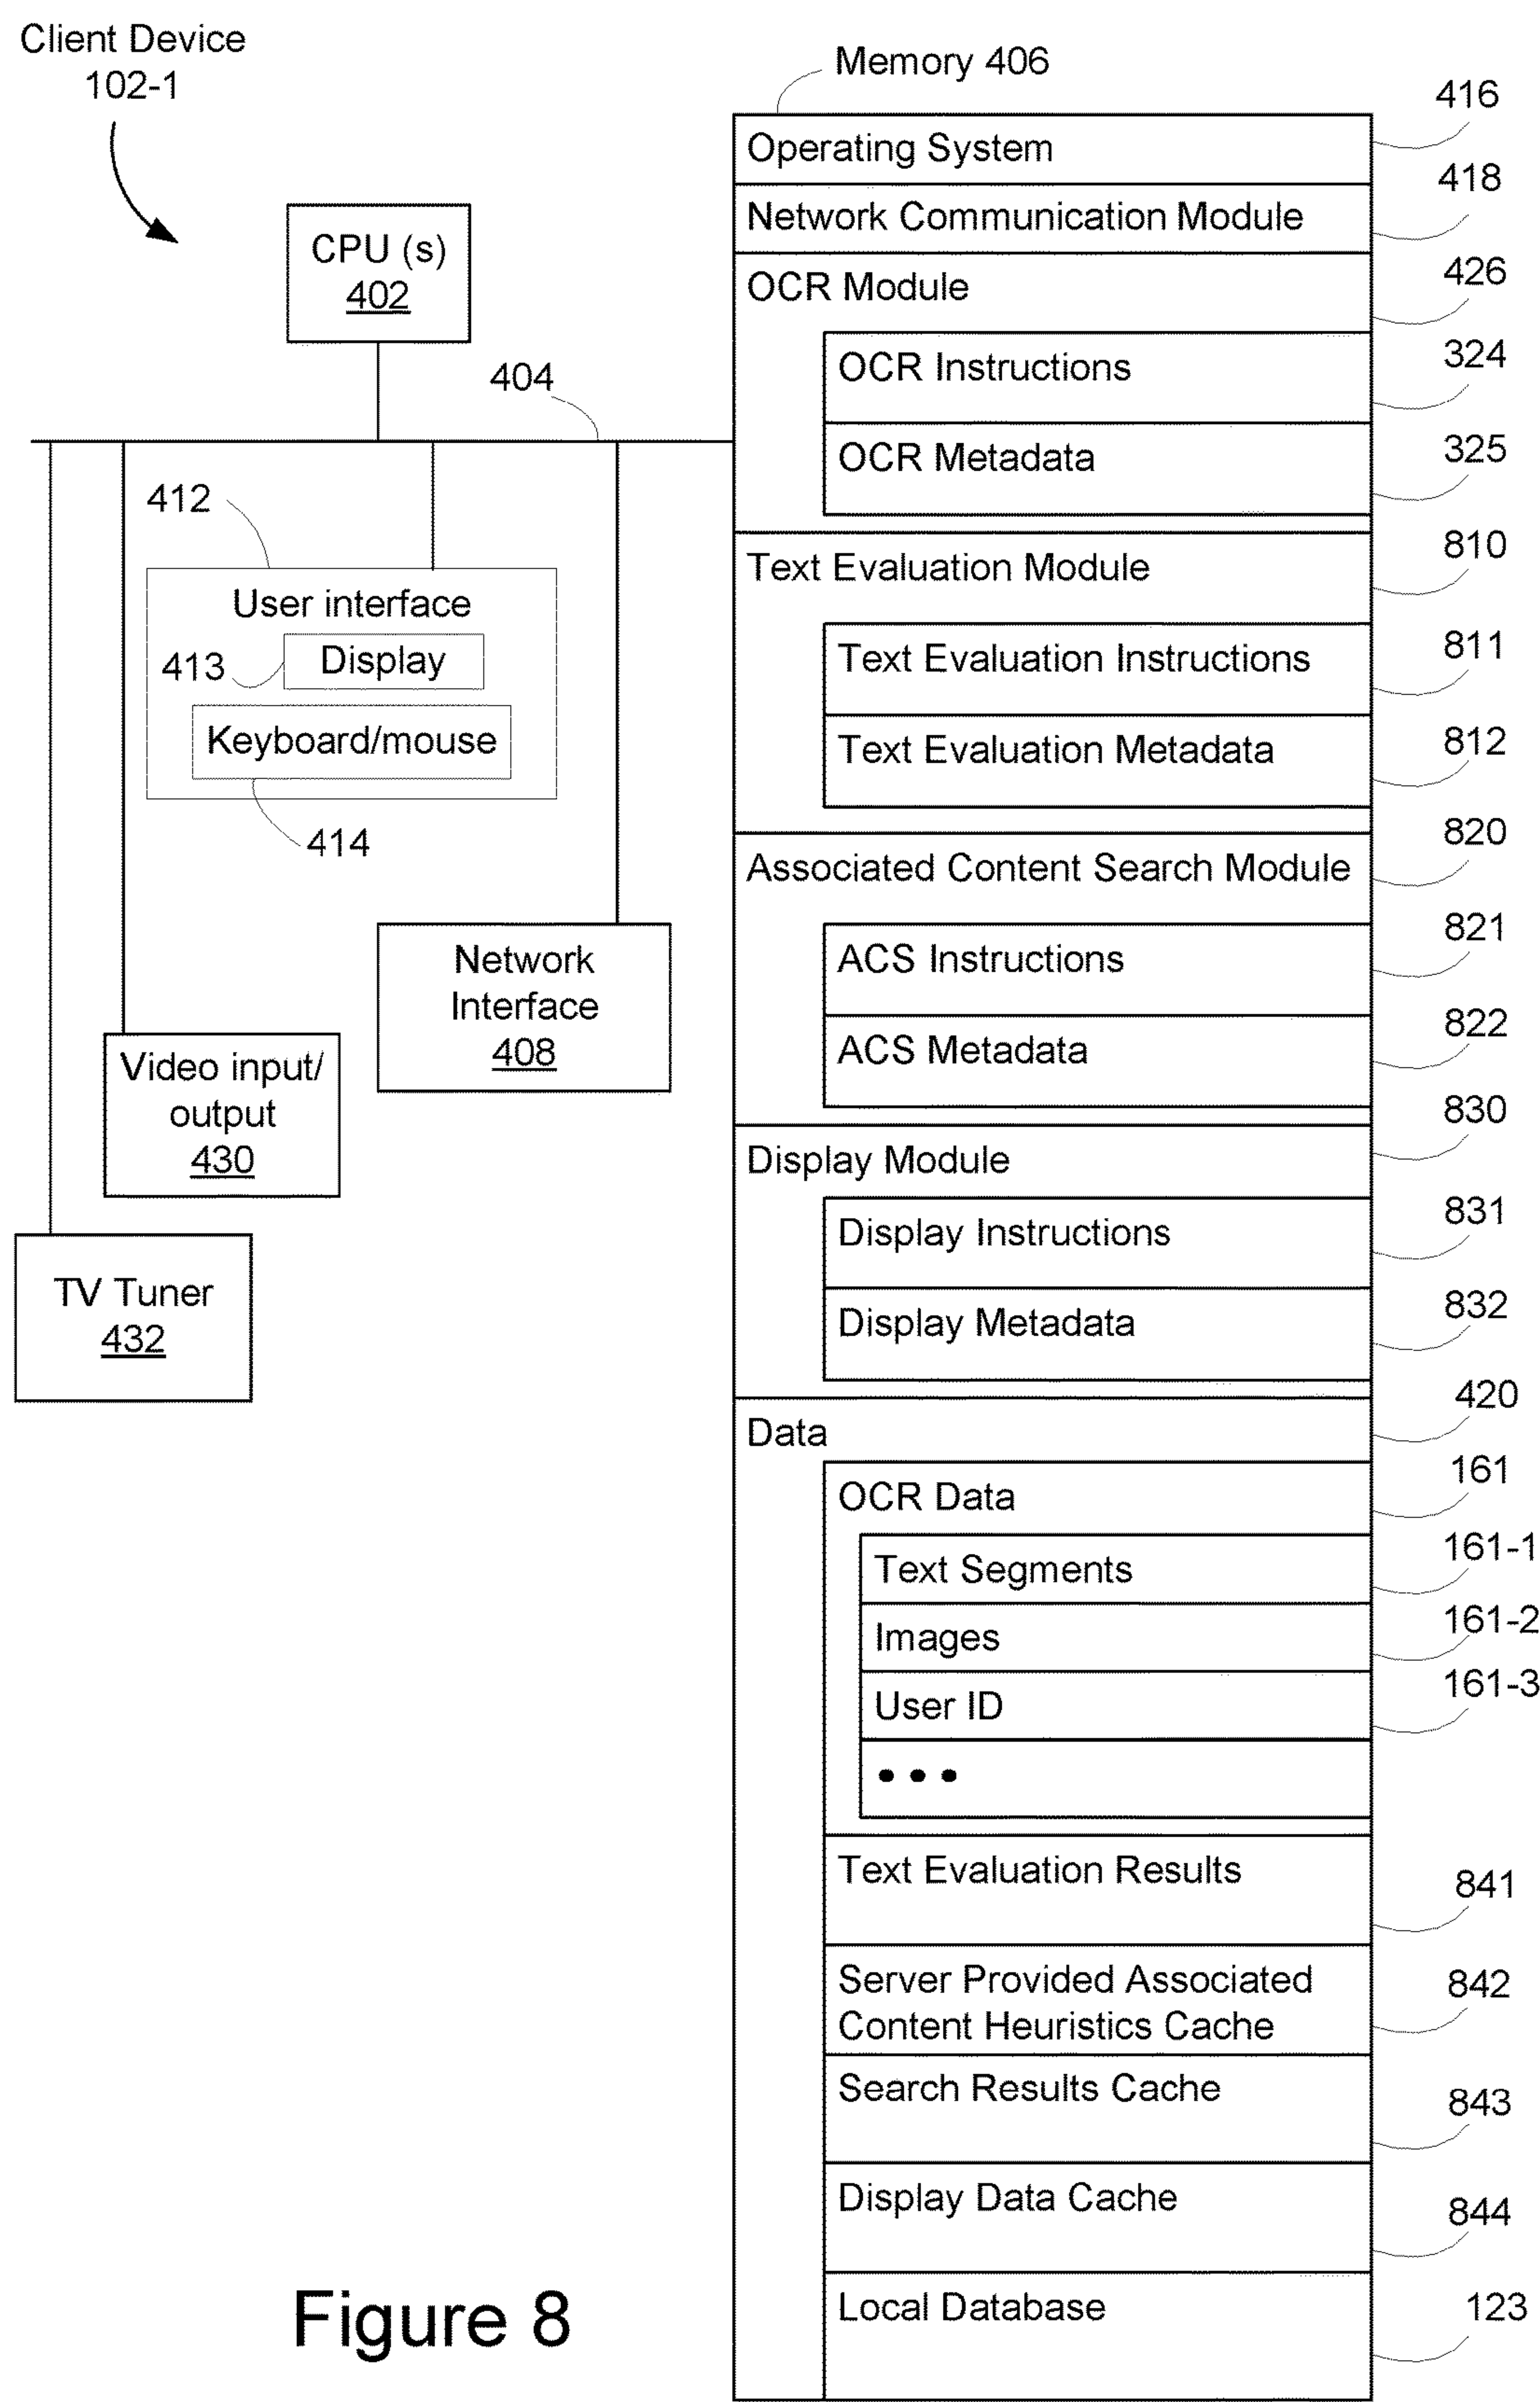 Client Device
102-1
Memory 406
Operating System
416
Network Communication Module
418
CPU (s)
402
OCR Module
426
OCR Instructions
324
404
OCR Metadata
325
412
User interface
413
Display
Keyboard/mouse
414
Text Evaluation Module
810
Text Evaluation Instructions
811
Text Evaluation Metadata
812
Associated Content Search Module
820
ACS Instructions
821
ACS Metadata
822
Network
Interface
408
Video input/
output
430
TV Tuner
432
Display Module
830
Display Instructions
831
Display Metadata
832
Data
420
OCR Data
161
Text Segments
161-1
Images
161-2
User ID
161-3
• • •
Text Evaluation Results
841
Server Provided Associated
Content Heuristics Cache
842
Search Results Cache
843
Display Data Cache
844
Local Database
123
Figure 8